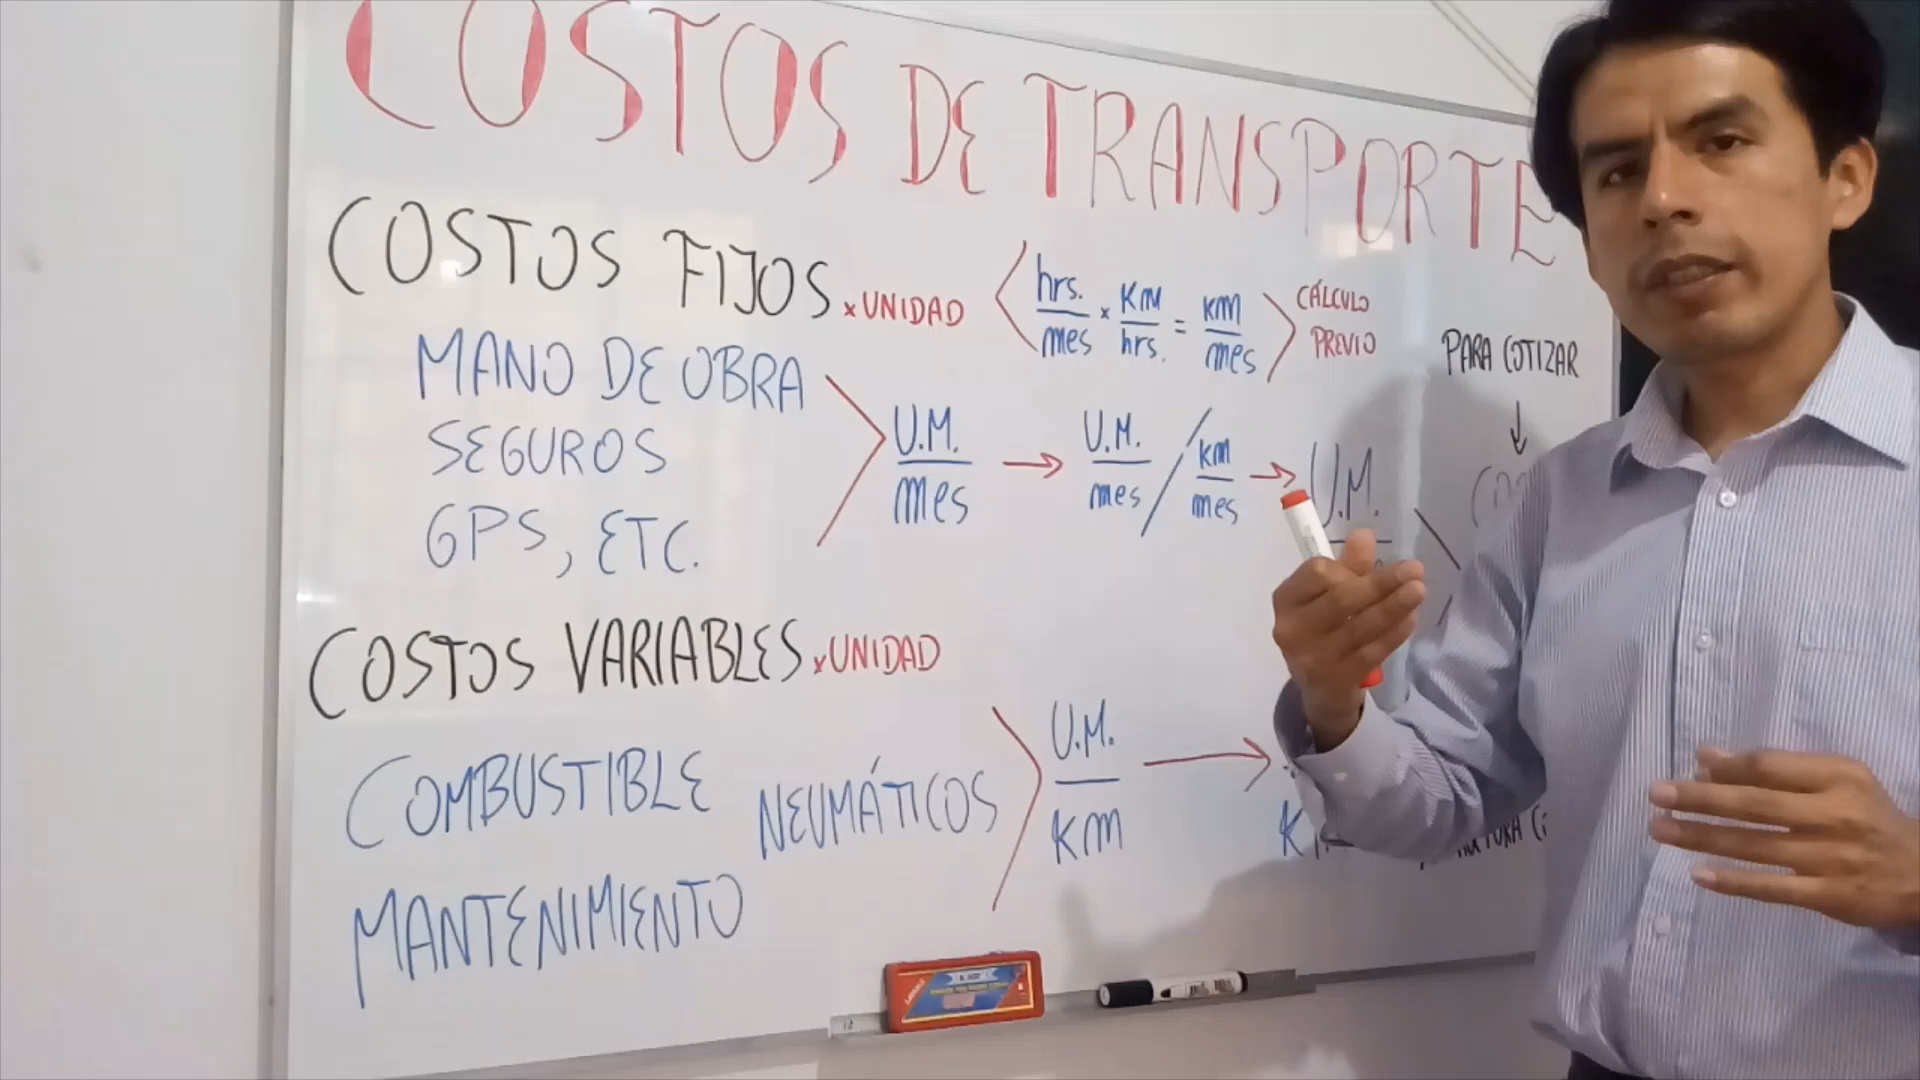 COSTOS DE TRANSPORTE
COSTOS FIJOS x UNIDAD
hrs./mes x KM/hrs. = KM/mes
CÁLCULO
PREVIO
PARA COTIZAR
MANO DE OBRA
SEGUROS
GPS, ETC.
U.M./mes → U.M./mes / km/mes → U.M.
COSTOS VARIABLES x UNIDAD
COMBUSTIBLE
NEUMÁTICOS
MANTENIMIENTO
U.M./KM →